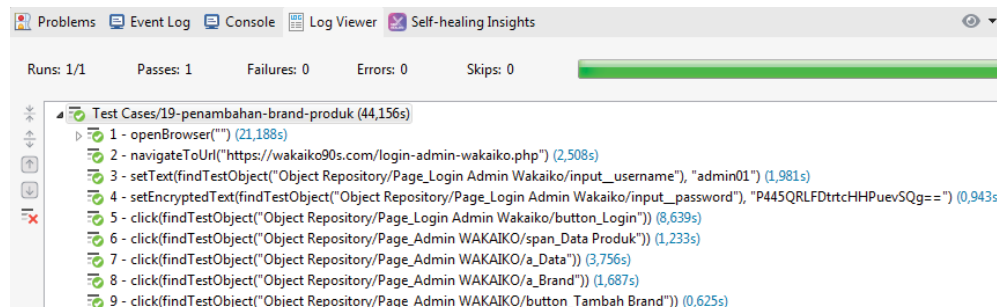 Problems Event Log Console Log Viewer Self-healing Insights
Runs: 1/1 Passes: 1 Failures: 0 Errors: 0 Skips: 0
Test Cases/19-penambahan-brand-produk (44,156s)
1 - openBrowser("") (21,188s)
2 - navigateToUrl("https://wakaiko90s.com/login-admin-wakaiko.php") (2,508s)
3 - setText(findTestObject("Object Repository/Page_Login Admin Wakaiko/input__username"), "admin01") (1,981s)
4 - setEncryptedText(findTestObject("Object Repository/Page_Login Admin Wakaiko/input__password"), "P445QRLFDtrtcHHPuevSQg==") (0,943s
5 - click(findTestObject("Object Repository/Page_Login Admin Wakaiko/button_Login")) (8,639s)
6 - click(findTestObject("Object Repository/Page_Admin WAKAIKO/span_Data Produk")) (1,233s)
7 - click(findTestObject("Object Repository/Page_Admin WAKAIKO/a_Data")) (3,756s)
8 - click(findTestObject("Object Repository/Page_Admin WAKAIKO/a_Brand")) (1,687s)
9 - click(findTestObject("Object Repository/Page_Admin WAKAIKO/button_Tambah Brand")) (0,625s)